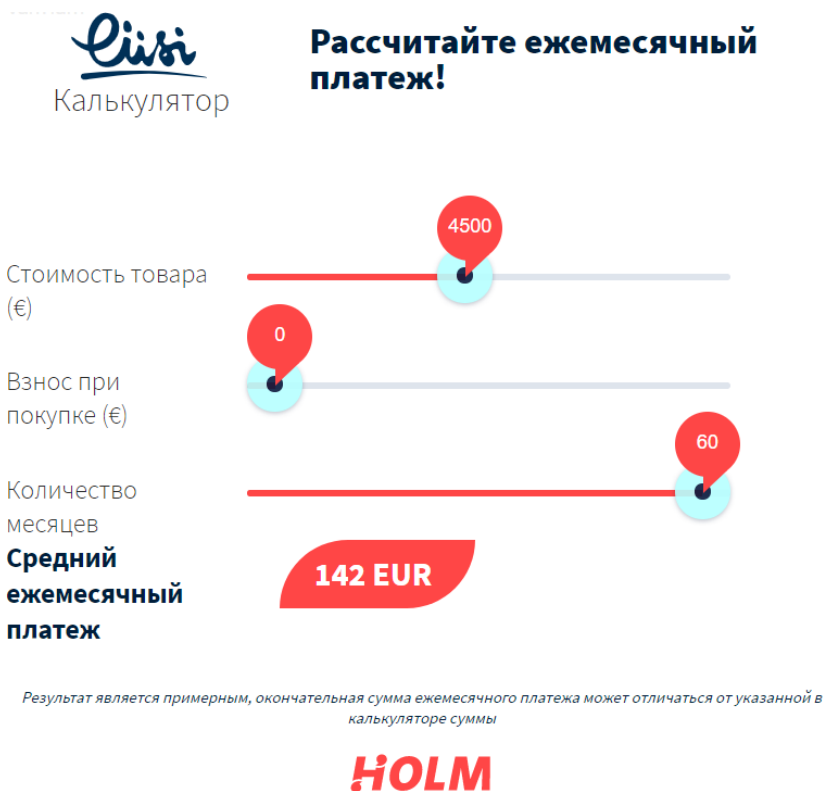 Liisi
Калькулятор
Рассчитайте ежемесячный
платеж!
4500
Стоимость товара
(€)
0
Взнос при
покупке (€)
60
Количество
месяцев
Средний
ежемесячный
платеж
142 EUR
Результат является примерным, окончательная сумма ежемесячного платежа может отличаться от указанной в
калькуляторе суммы
HOLM